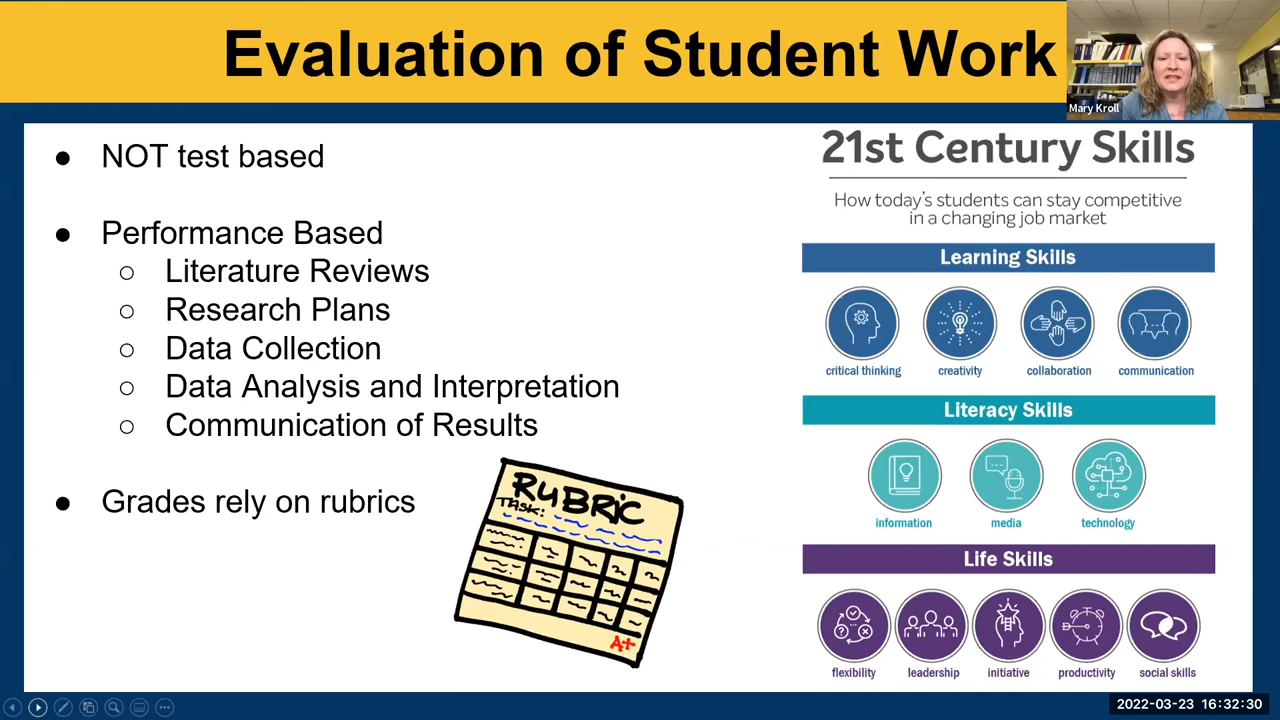 Evaluation of Student Work
Mary Kroll
● NOT test based
● Performance Based
○ Literature Reviews
○ Research Plans
○ Data Collection
○ Data Analysis and Interpretation
○ Communication of Results
● Grades rely on rubrics
RUBRIC
TASK:
A+
21st Century Skills
How today's students can stay competitive
in a changing job market
Learning Skills
critical thinking creativity collaboration communication
Literacy Skills
information media technology
Life Skills
flexibility leadership initiative productivity social skills
2022-03-23 16:32:30